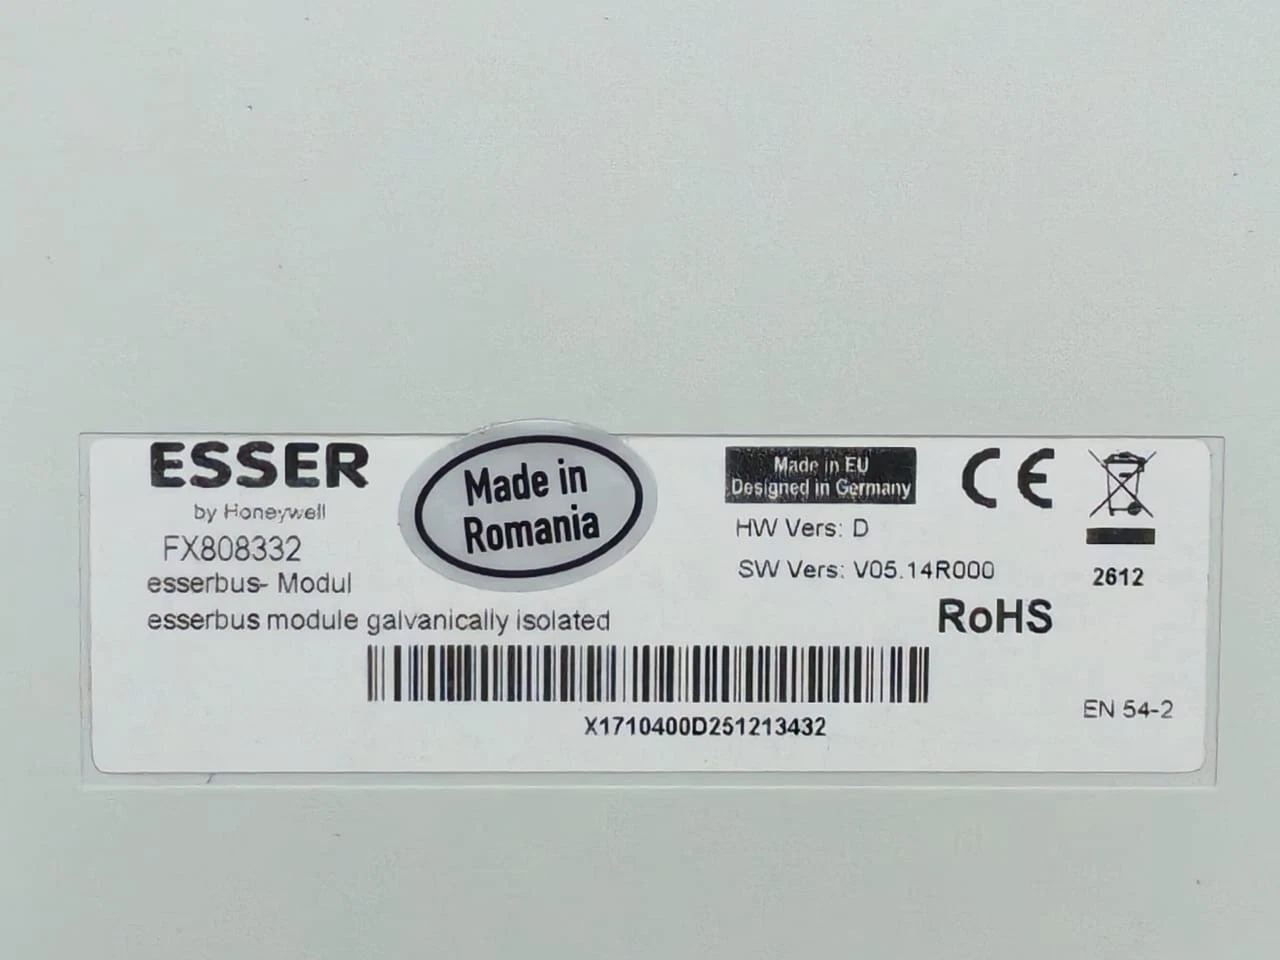 ESSER
by Honeywell
FX808332
esserbus- Modul
esserbus module galvanically isolated
Made in
Romania
Made in EU
Designed in Germany
HW Vers: D
SW Vers: V05.14R000
CE
2612
RoHS
X1710400D251213432
EN 54-2